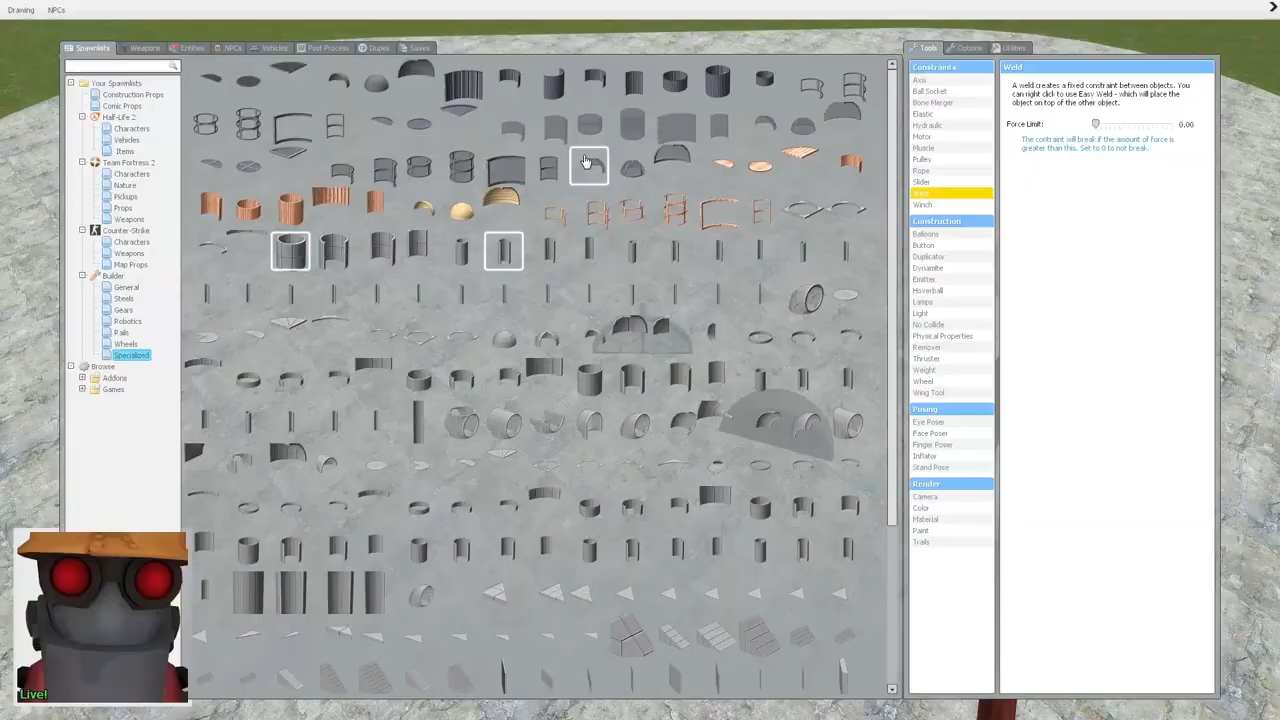 Drawing NPCs
Spawnlists Weapons Entities NPCs Vehicles Post Process Dupes Saves
Your Spawnlists
Construction Props
Comic Props
Half-Life 2
Characters
Vehicles
Items
Team Fortress 2
Characters
Nature
Pickups
Props
Weapons
Counter-Strike
Characters
Weapons
Map Props
Builder
General
Steels
Gears
Robotics
Rails
Wheels
Specialized
Browse
Addons
Games
Live!
Tools Options Utilities
Constraints
Axis
Ball Socket
Bone Merger
Elastic
Hydraulic
Motor
Muscle
Pulley
Rope
Slider
Weld
Winch
Construction
Balloons
Button
Duplicator
Dynamite
Emitter
Hoverball
Lamps
Light
No Collide
Physical Properties
Remover
Thruster
Weight
Wheel
Wing Tool
Posing
Eye Poser
Face Poser
Finger Poser
Inflator
Stand Pose
Render
Camera
Color
Material
Paint
Trails
Weld
A weld creates a fixed constraint between objects. You
can right click to use Easy Weld - which will place the
object on top of the other object.
Force Limit: 0.00
The constraint will break if the amount of force is
greater than this. Set to 0 to not break.